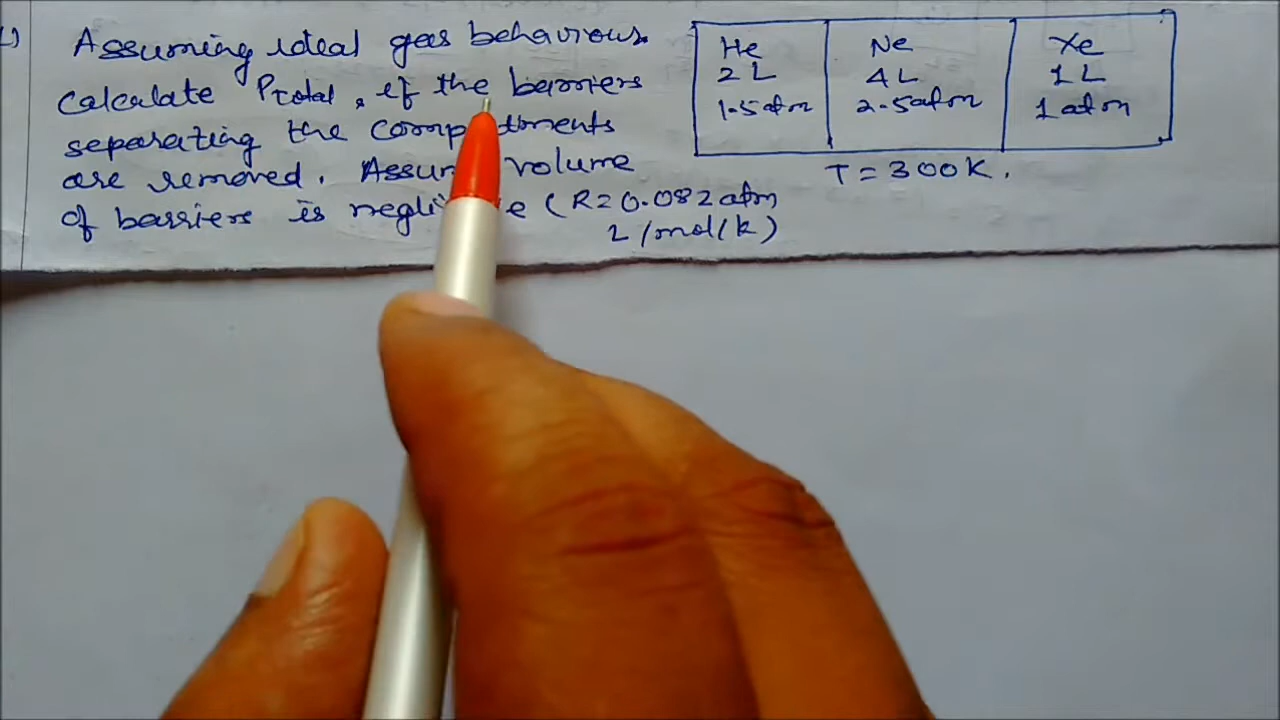 Assuming ideal gas behaviour
Calculate Ptotal, if the barriers
separating the
are removed. volume
of barriers is (R=0.082 atm
L/mol/k)
He
2 L
1.5 atm
Ne
4 L
2.5 atm
Xe
1 L
1 atm
T = 300 K.